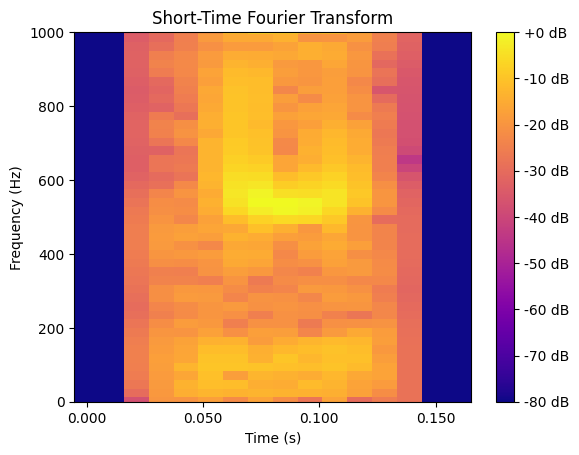 Short-Time Fourier Transform
Frequency (Hz)
1000
800
600
400
200
0
0.000
0.050
0.100
0.150
Time (s)
+0 dB
-10 dB
-20 dB
-30 dB
-40 dB
-50 dB
-60 dB
-70 dB
-80 dB